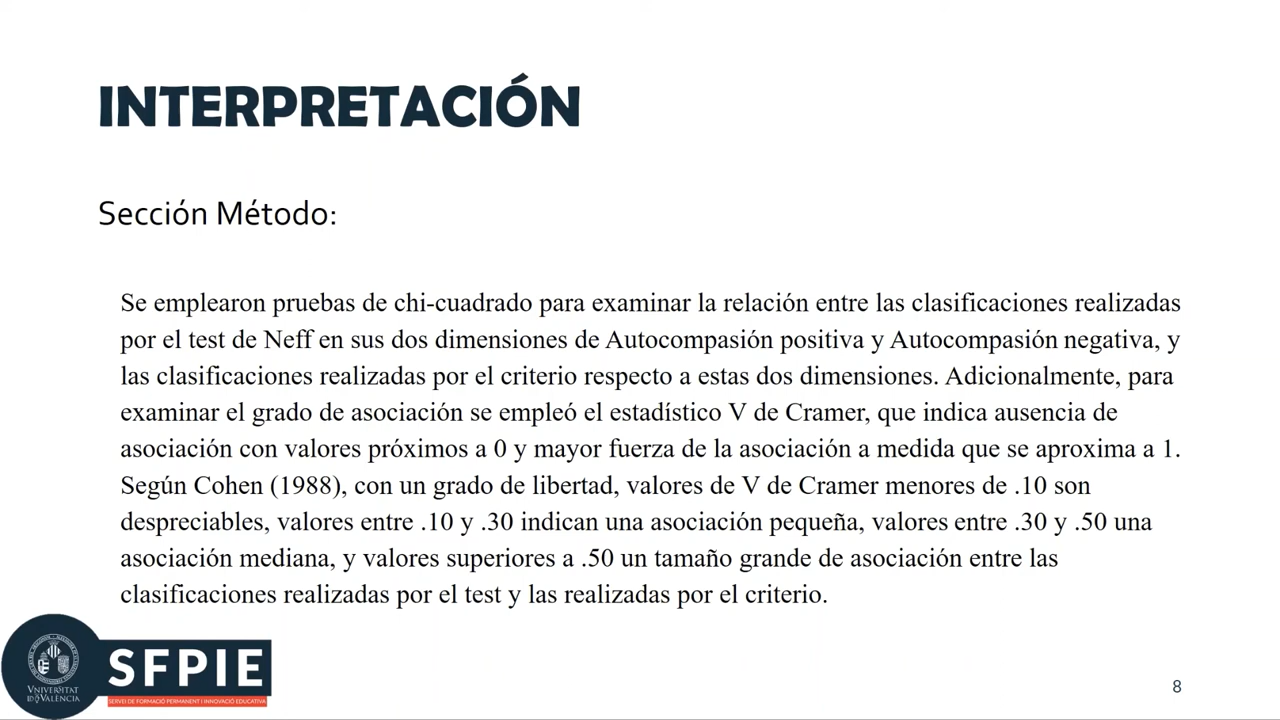 INTERPRETACIÓN
Sección Método:
Se emplearon pruebas de chi-cuadrado para examinar la relación entre las clasificaciones realizadas
por el test de Neff en sus dos dimensiones de Autocompasión positiva y Autocompasión negativa, y
las clasificaciones realizadas por el criterio respecto a estas dos dimensiones. Adicionalmente, para
examinar el grado de asociación se empleó el estadístico V de Cramer, que indica ausencia de
asociación con valores próximos a 0 y mayor fuerza de la asociación a medida que se aproxima a 1.
Según Cohen (1988), con un grado de libertad, valores de V de Cramer menores de .10 son
despreciables, valores entre .10 y .30 indican una asociación pequeña, valores entre .30 y .50 una
asociación mediana, y valores superiores a .50 un tamaño grande de asociación entre las
clasificaciones realizadas por el test y las realizadas por el criterio.
SFPIE
SERVEI DE FORMACIÓ PERMANENT I INNOVACIÓ EDUCATIVA
VNIVERSITAT
ID VALÈNCIA
8